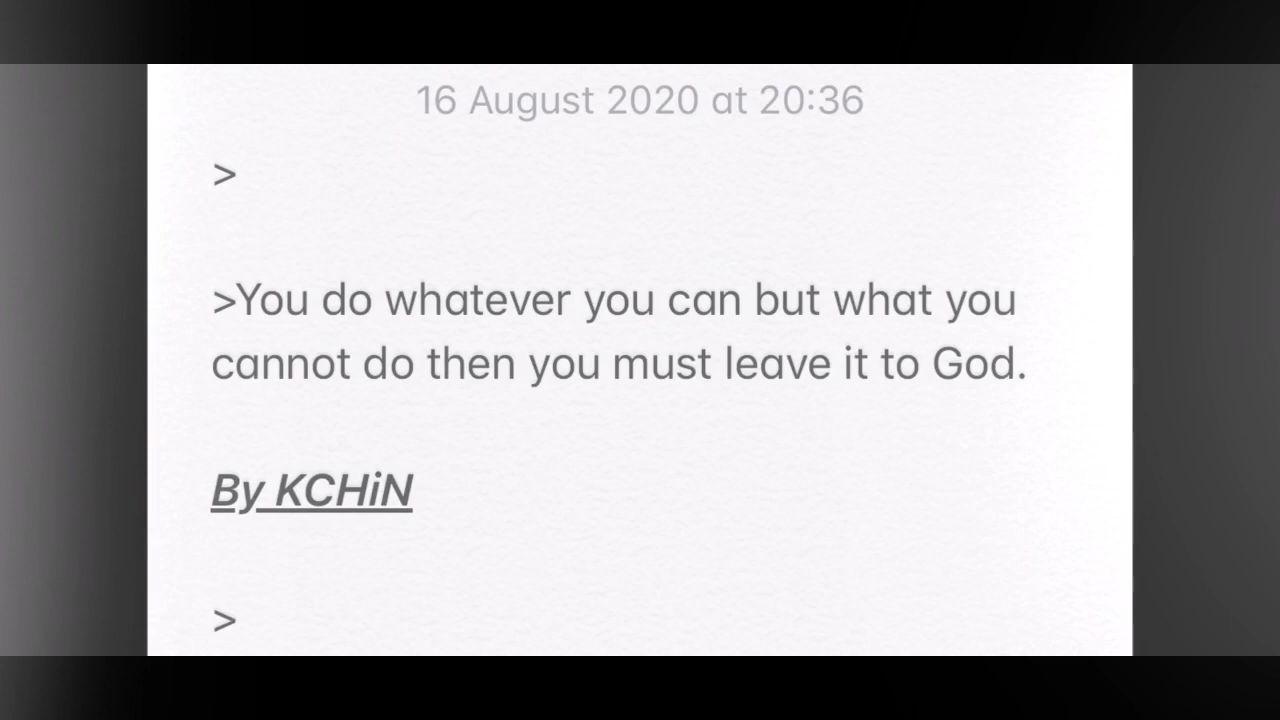 16 August 2020 at 20:36
>
>You do whatever you can but what you
cannot do then you must leave it to God.
By KCHiN
>